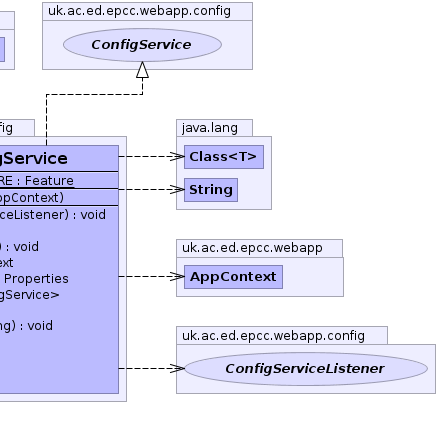 uk.ac.ed.epcc.webapp.config
ConfigService
fig
java.lang
gService
Class<T>
RE : Feature
String
ppContext)
ceListener) : void
) : void
uk.ac.ed.epcc.webapp
ext
Properties
AppContext
gService>
ng) : void
uk.ac.ed.epcc.webapp.config
ConfigServiceListener